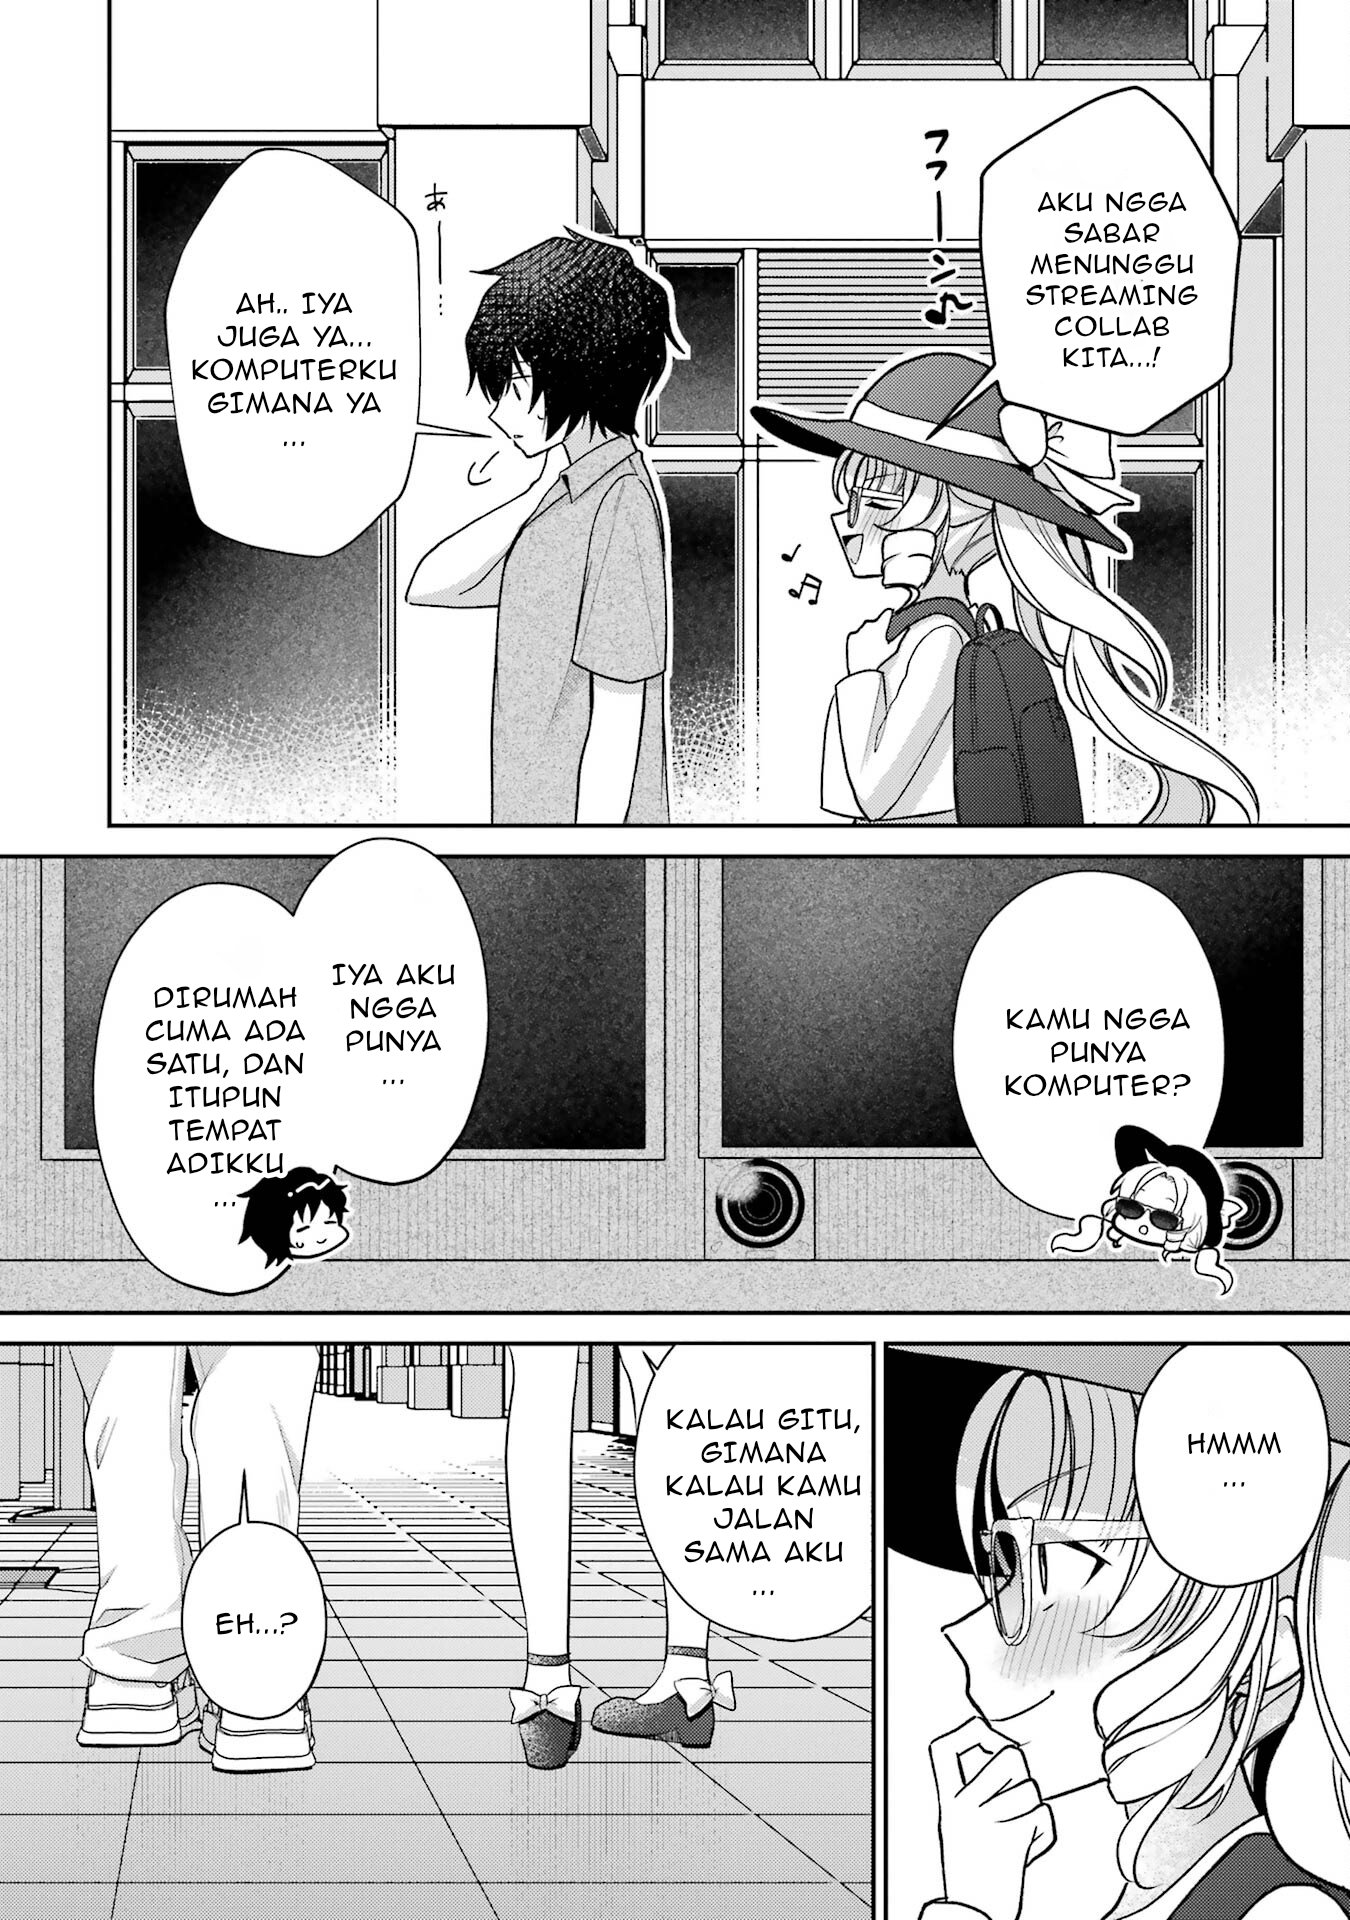 AKU NGGA
SABAR
MENUNGGU
STREAMING
COLLAB
KITA...!
フフーン♪
あー...
AH.. IYA
JUGA YA...
KOMPUTERKU
GIMANA YA
...
KAMU NGGA
PUNYA
KOMPUTER?
IYA AKU
NGGA
PUNYA
...
DIRUMAH
CUMA ADA
SATU, DAN
ITUPUN
TEMPAT
ADIKKU
...
HMMM
...
KALAU GITU,
GIMANA
KALAU KAMU
JALAN
SAMA AKU
...
EH...?